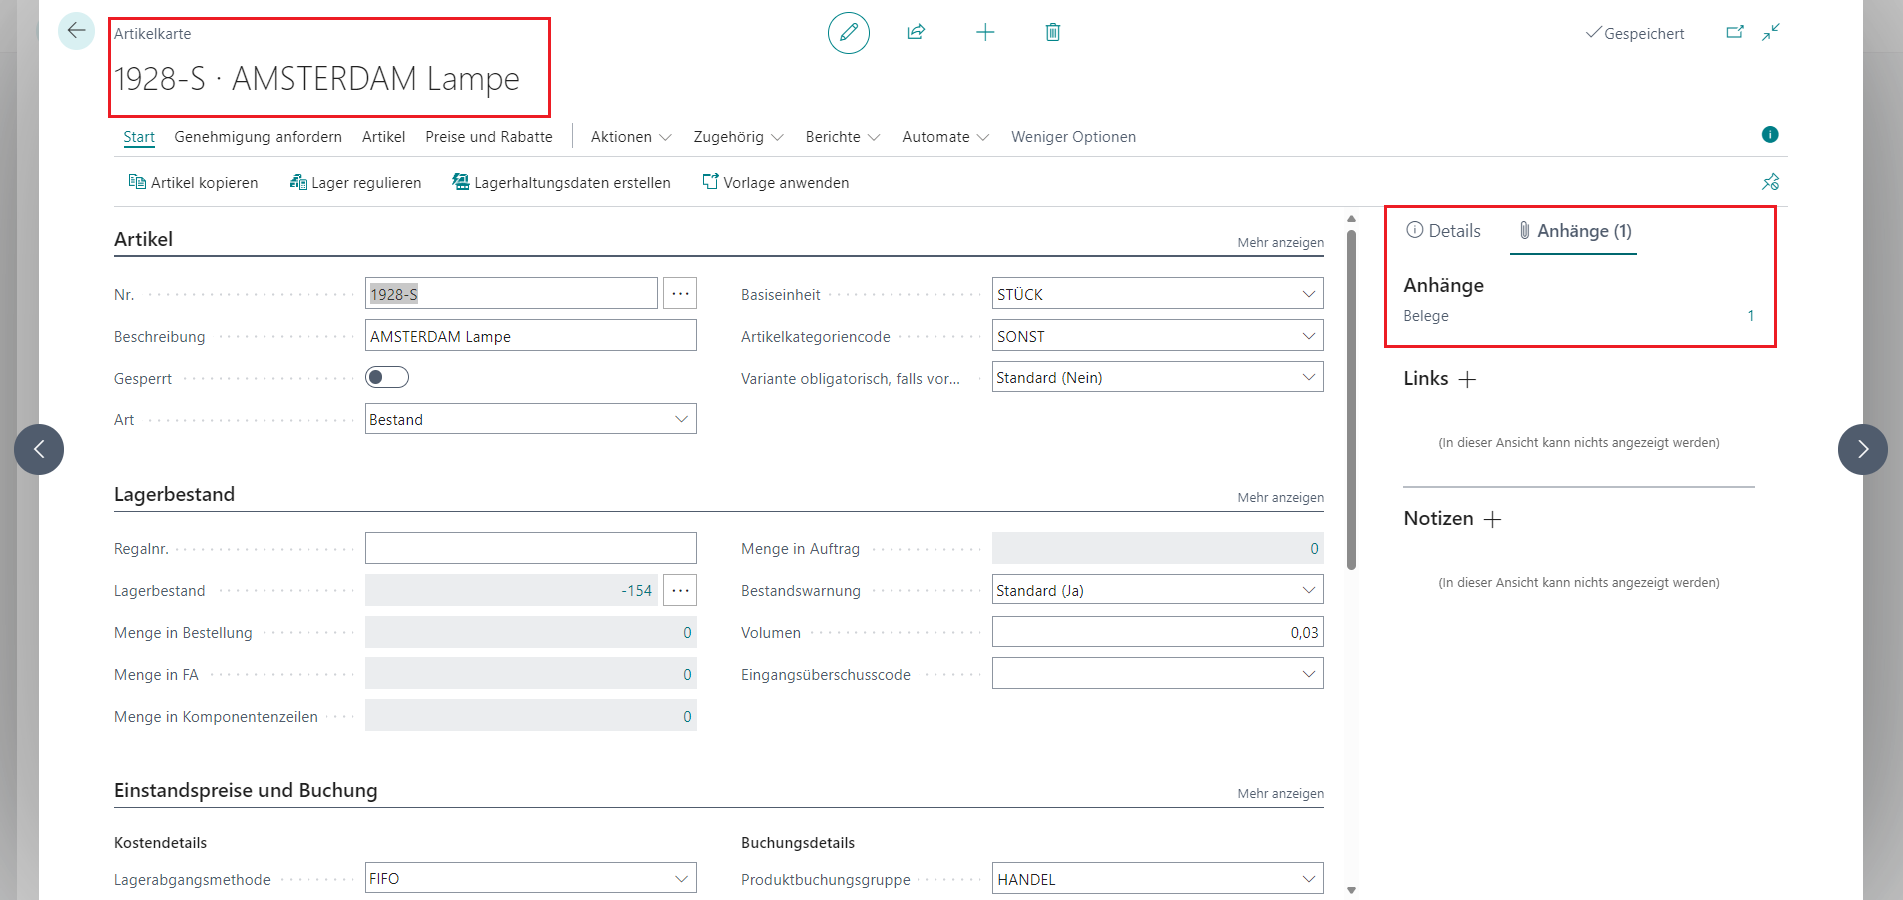 Artikelkarte
Gespeichert
1928-S · AMSTERDAM Lampe
Start Genehmigung anfordern Artikel Preise und Rabatte Aktionen Zugehörig Berichte Automate Weniger Optionen
Artikel kopieren Lager regulieren Lagerhaltungsdaten erstellen Vorlage anwenden
Artikel
Mehr anzeigen
Nr. 1928-S
Beschreibung AMSTERDAM Lampe
Gesperrt
Art Bestand
Basiseinheit STÜCK
Artikelkategoriencode SONST
Variante obligatorisch, falls vor... Standard (Nein)
Lagerbestand
Mehr anzeigen
Regalnr.
Lagerbestand -154
Menge in Bestellung 0
Menge in FA 0
Menge in Komponentenzeilen 0
Menge in Auftrag 0
Bestandswarnung Standard (Ja)
Volumen 0,03
Eingangsüberschusscode
Einstandspreise und Buchung
Mehr anzeigen
Kostendetails
Lagerabgangsmethode FIFO
Buchungsdetails
Produktbuchungsgruppe HANDEL
Details Anhänge (1)
Anhänge
Belege 1
Links
(In dieser Ansicht kann nichts angezeigt werden)
Notizen
(In dieser Ansicht kann nichts angezeigt werden)